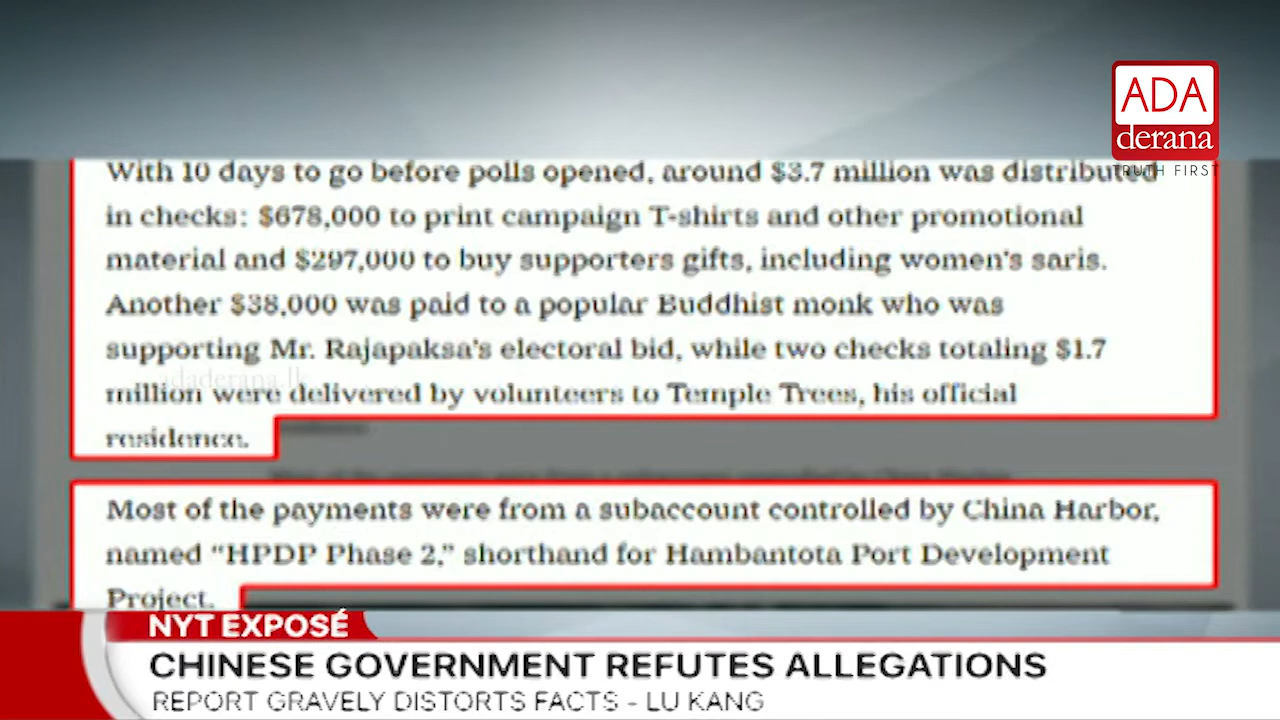 ADA
derana
TRUTH FIRST
With 10 days to go before polls opened, around $3.7 million was distributed
in checks: $678,000 to print campaign T-shirts and other promotional
material and $297,000 to buy supporters gifts, including women's saris.
Another $38,000 was paid to a popular Buddhist monk who was
supporting Mr. Rajapaksa's electoral bid, while two checks totaling $1.7
adaderana.lk
million were delivered by volunteers to Temple Trees, his official
residence.
Most of the payments were from a subaccount controlled by China Harbor,
named “HPDP Phase 2,” shorthand for Hambantota Port Development
Project.
NYT EXPOSÉ
CHINESE GOVERNMENT REFUTES ALLEGATIONS
REPORT GRAVELY DISTORTS FACTS - LU KANG